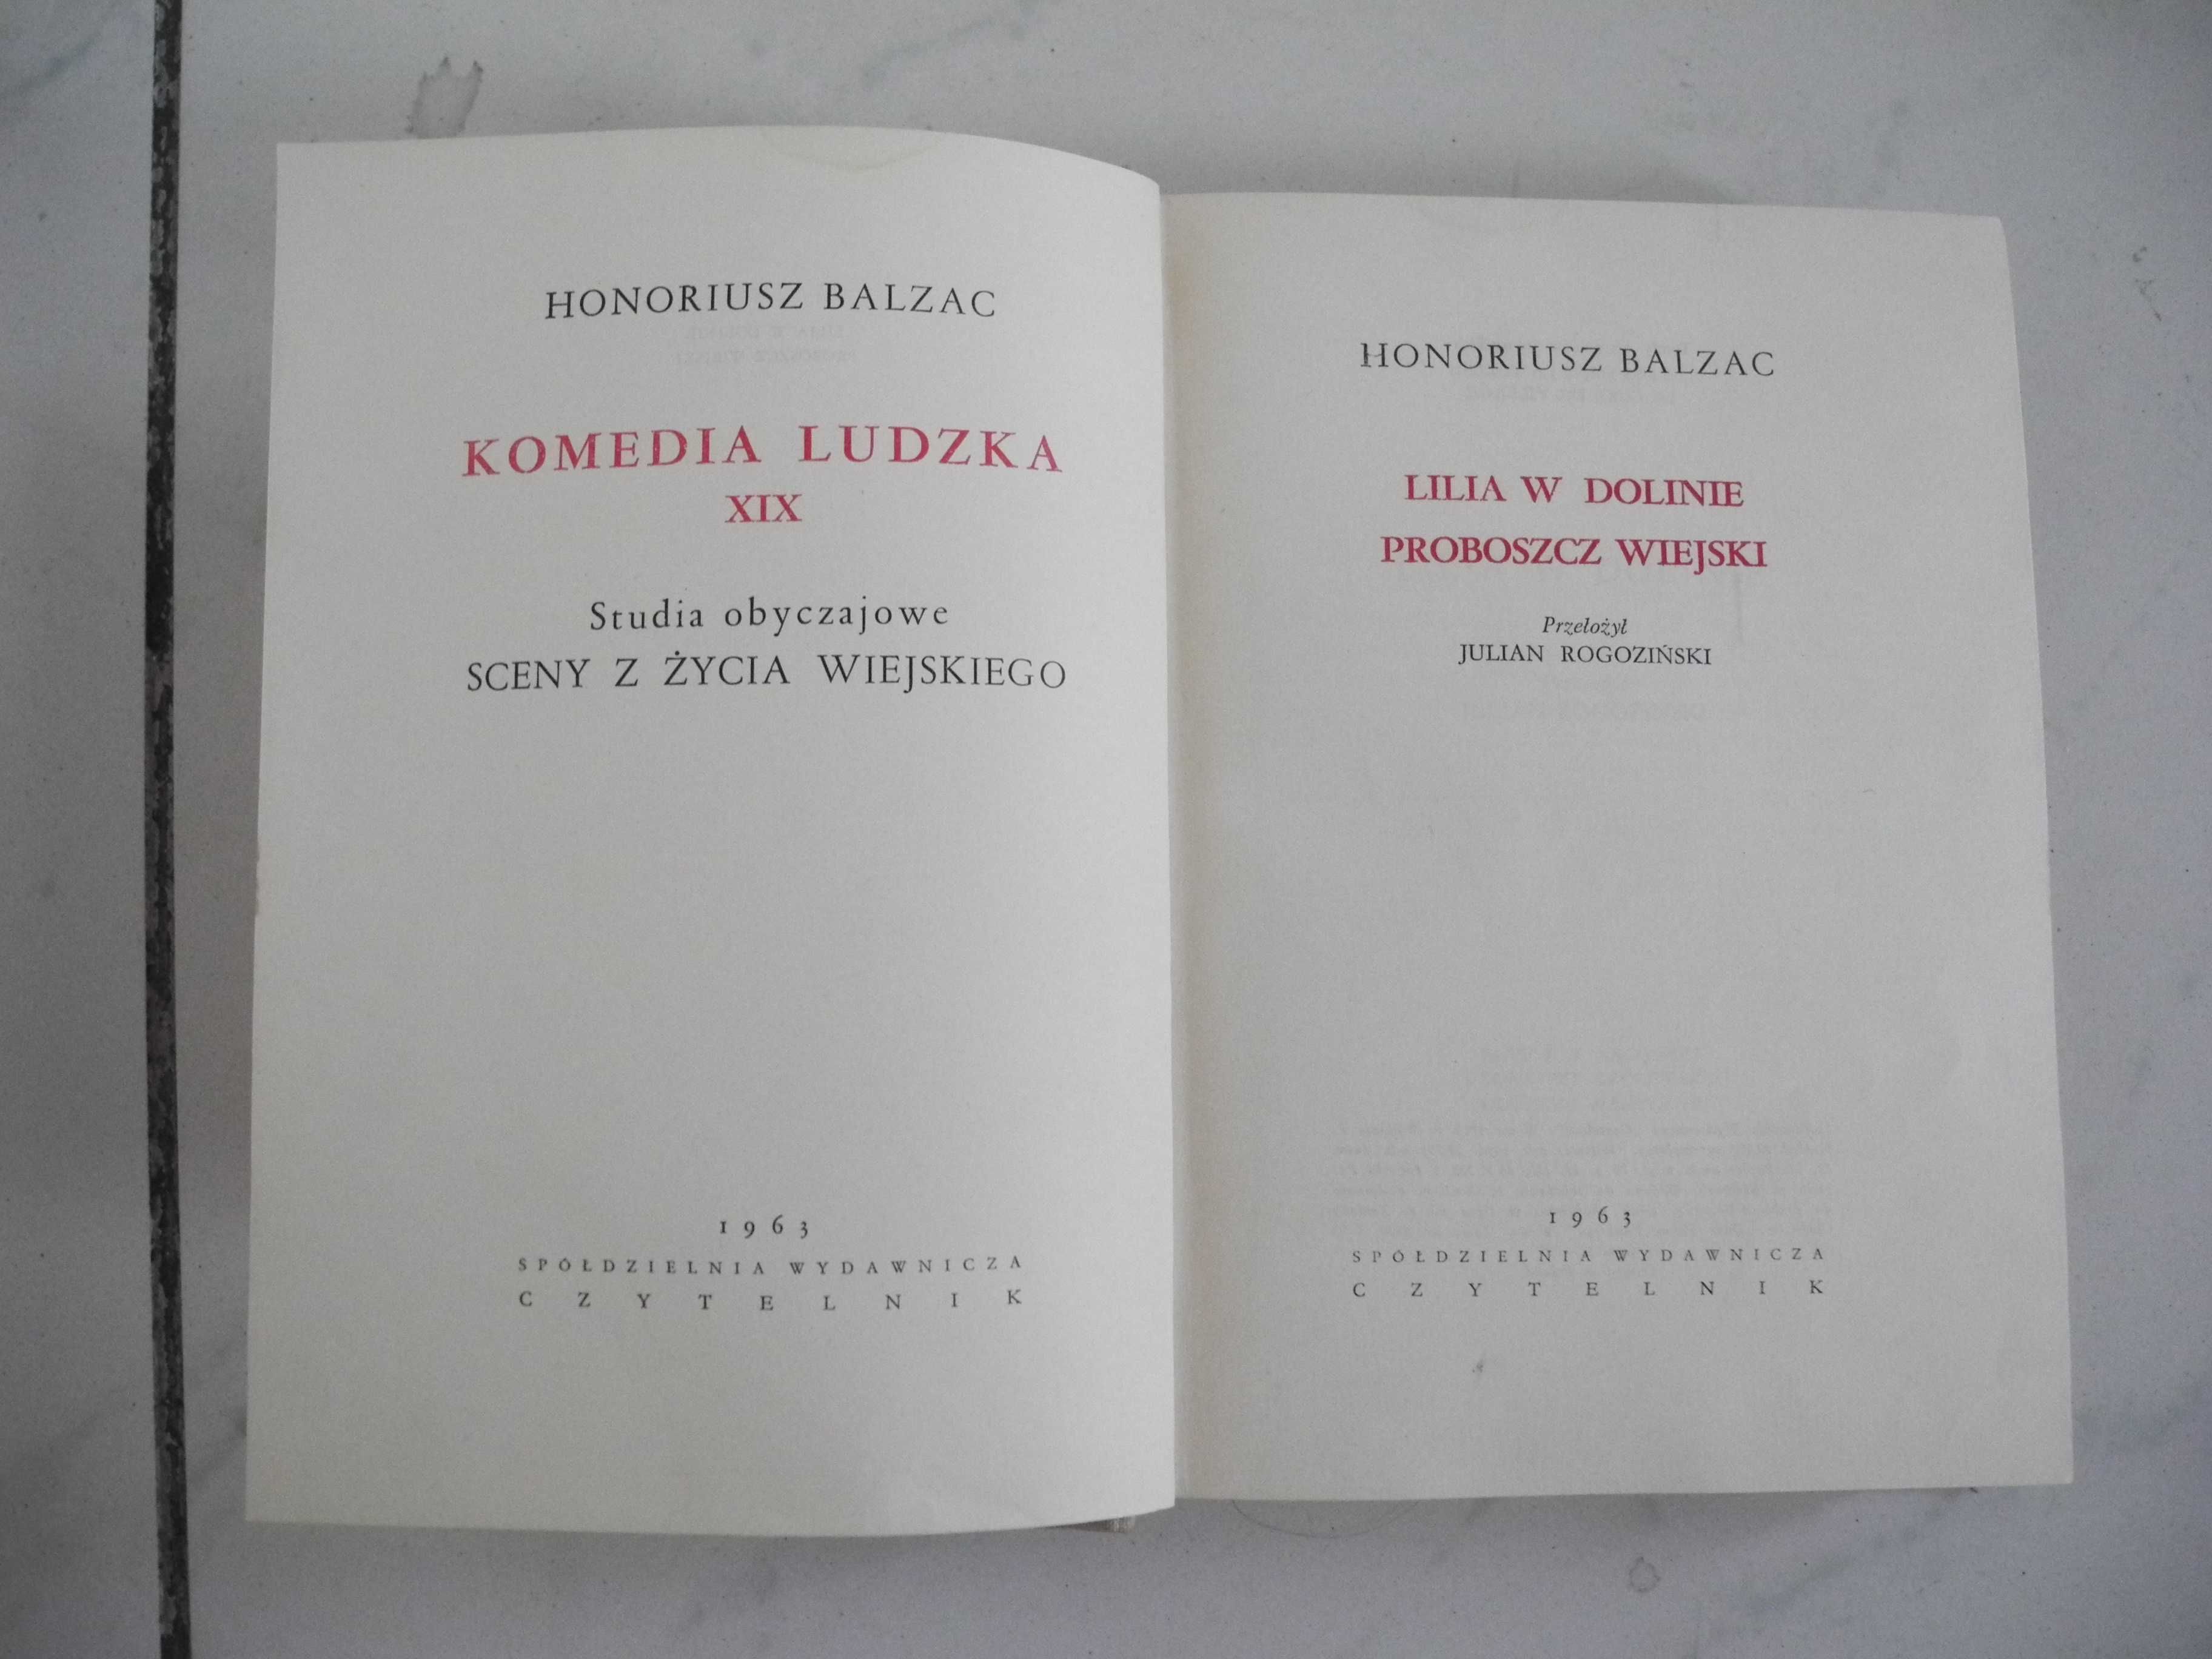 HONORIUSZ BALZAC
KOMEDIA LUDZKA
XIX
Studia obyczajowe
SCENY Z ŻYCIA WIEJSKIEGO
1963
SPÓŁDZIELNIA WYDAWNICZA
CZYTELNIK
HONORIUSZ BALZAC
LILIA W DOLINIE
PROBOSZCZ WIEJSKI
Przełożył
JULIAN ROGOZIŃSKI
1963
SPÓŁDZIELNIA WYDAWNICZA
CZYTELNIK